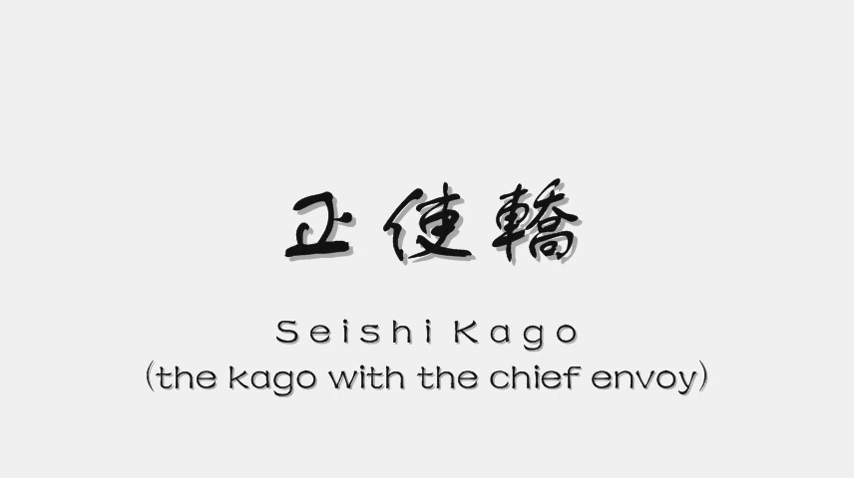 正使轎
Seishi Kago
(the kago with the chief envoy)